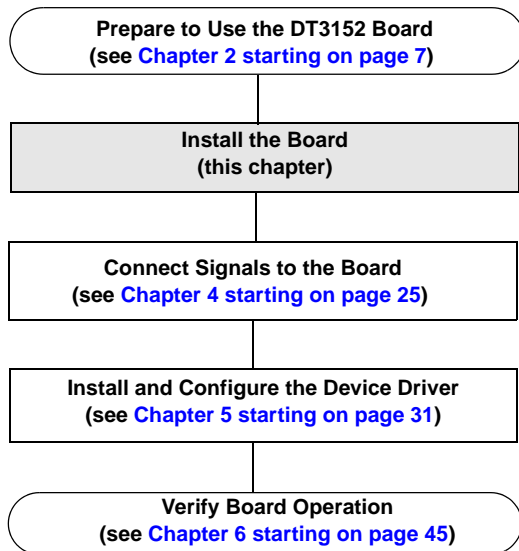 Prepare to Use the DT3152 Board
(see Chapter 2 starting on page 7)
Install the Board
(this chapter)
Connect Signals to the Board
(see Chapter 4 starting on page 25)
Install and Configure the Device Driver
(see Chapter 5 starting on page 31)
Verify Board Operation
(see Chapter 6 starting on page 45)